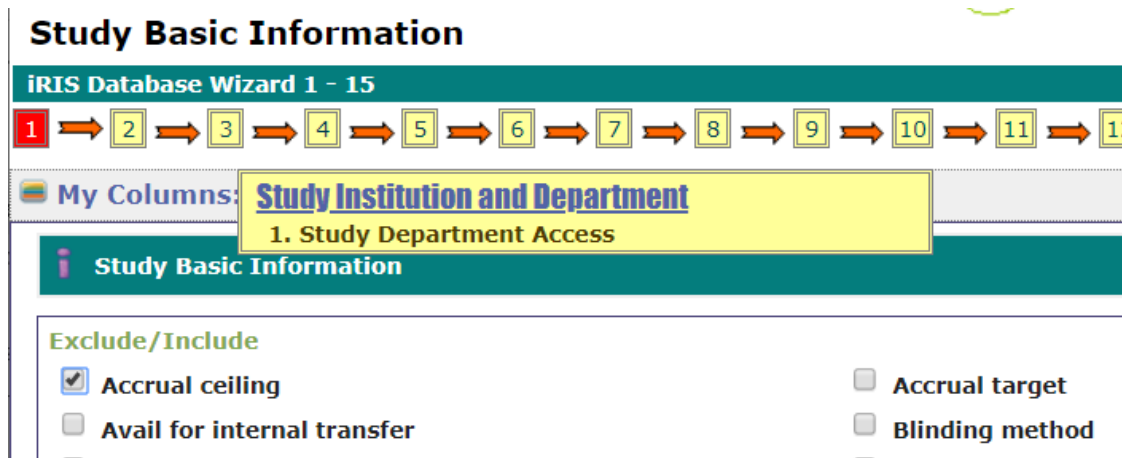 Study Basic Information
iRIS Database Wizard 1 - 15
1 2 3 4 5 6 7 8 9 10 11
My Columns:
Study Institution and Department
1. Study Department Access
Study Basic Information
Exclude/Include
Accrual ceiling Accrual target
Avail for internal transfer Blinding method